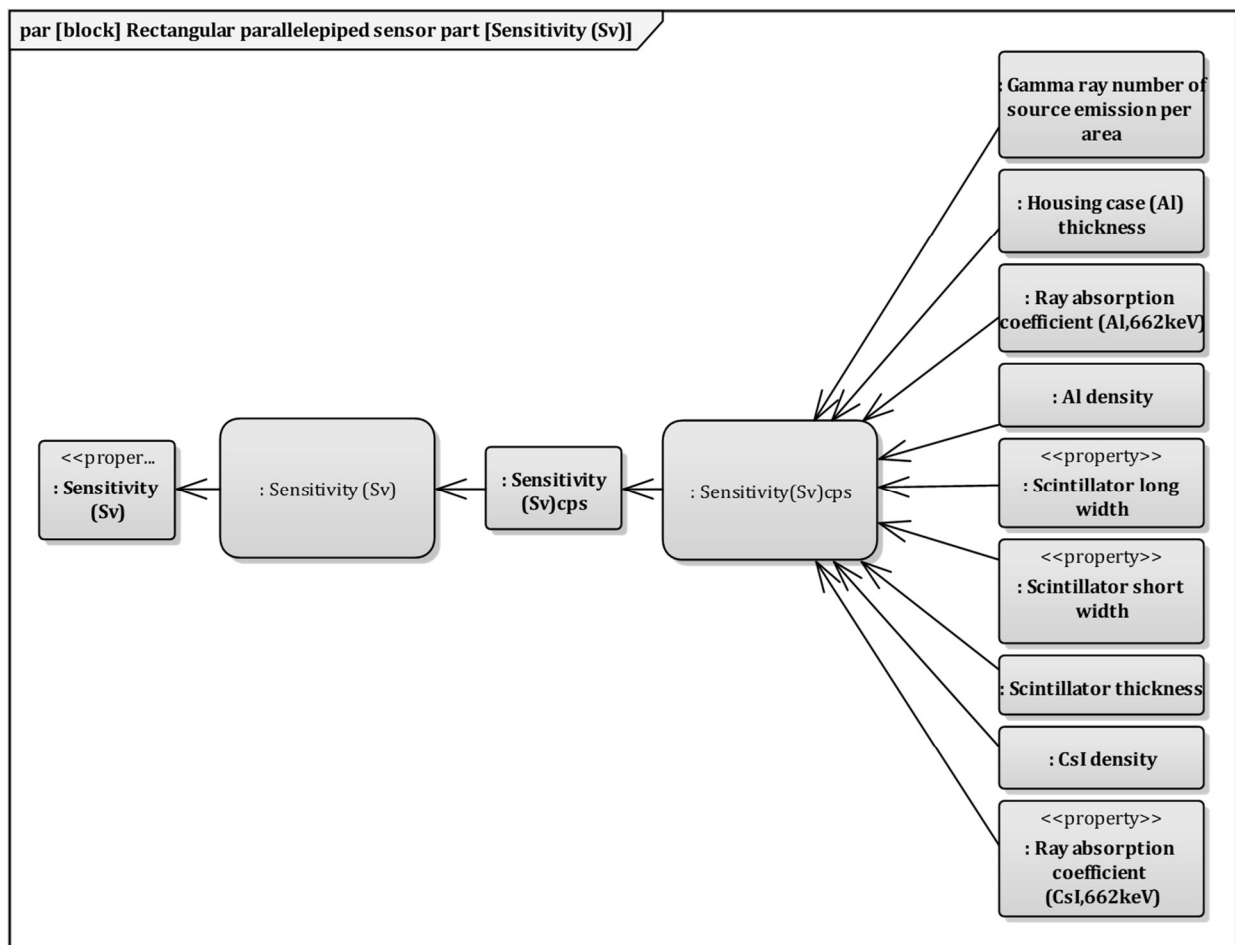 par [block] Rectangular parallelepiped sensor part [Sensitivity (Sv)]
: Gamma ray number of
source emission per
area
: Housing case (Al)
thickness
: Ray absorption
coefficient (Al,662keV)
: Al density
<<property>>
: Scintillator long
width
<<property>>
: Scintillator short
width
: Scintillator thickness
: CsI density
<<property>>
: Ray absorption
coefficient
(CsI,662keV)
<<proper...
: Sensitivity
(Sv)
: Sensitivity (Sv)
: Sensitivity
(Sv)cps
: Sensitivity(Sv)cps